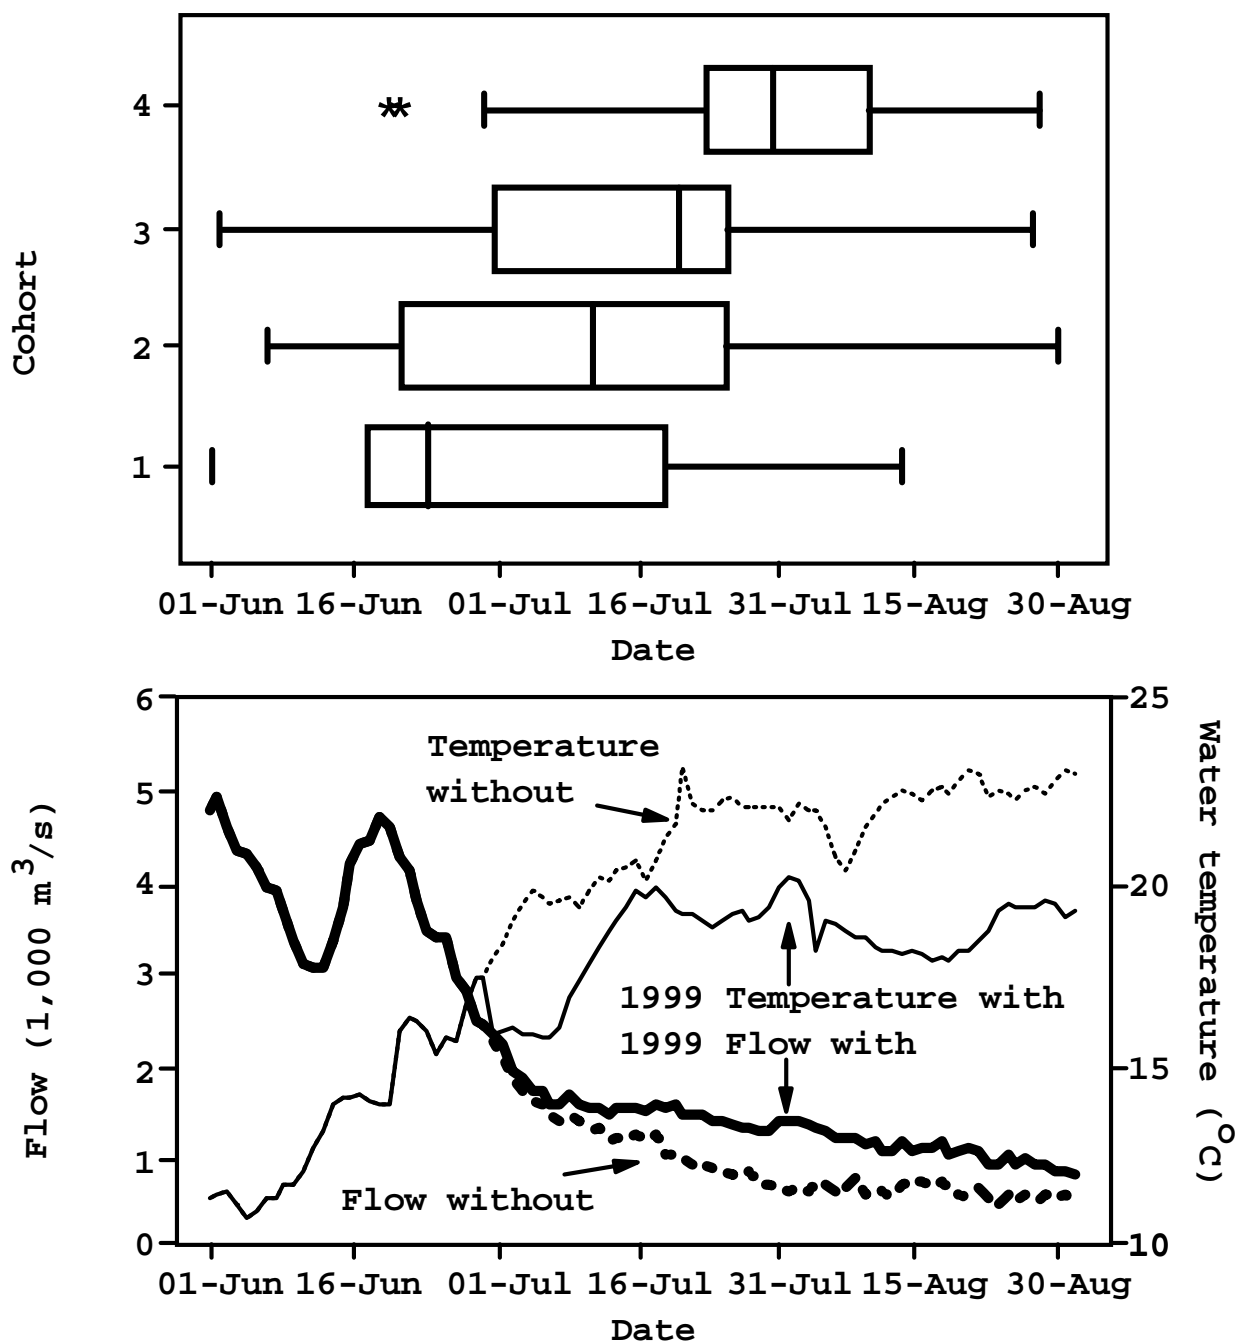 Cohort
4
**
3
2
1
01-Jun 16-Jun 01-Jul 16-Jul 31-Jul 15-Aug 30-Aug
Date
Flow (1,000 m3/s)
6
5
4
3
2
1
0
Temperature
without
1999 Temperature with
1999 Flow with
Flow without
25
20
15
10
Water temperature (°C)
01-Jun 16-Jun 01-Jul 16-Jul 31-Jul 15-Aug 30-Aug
Date